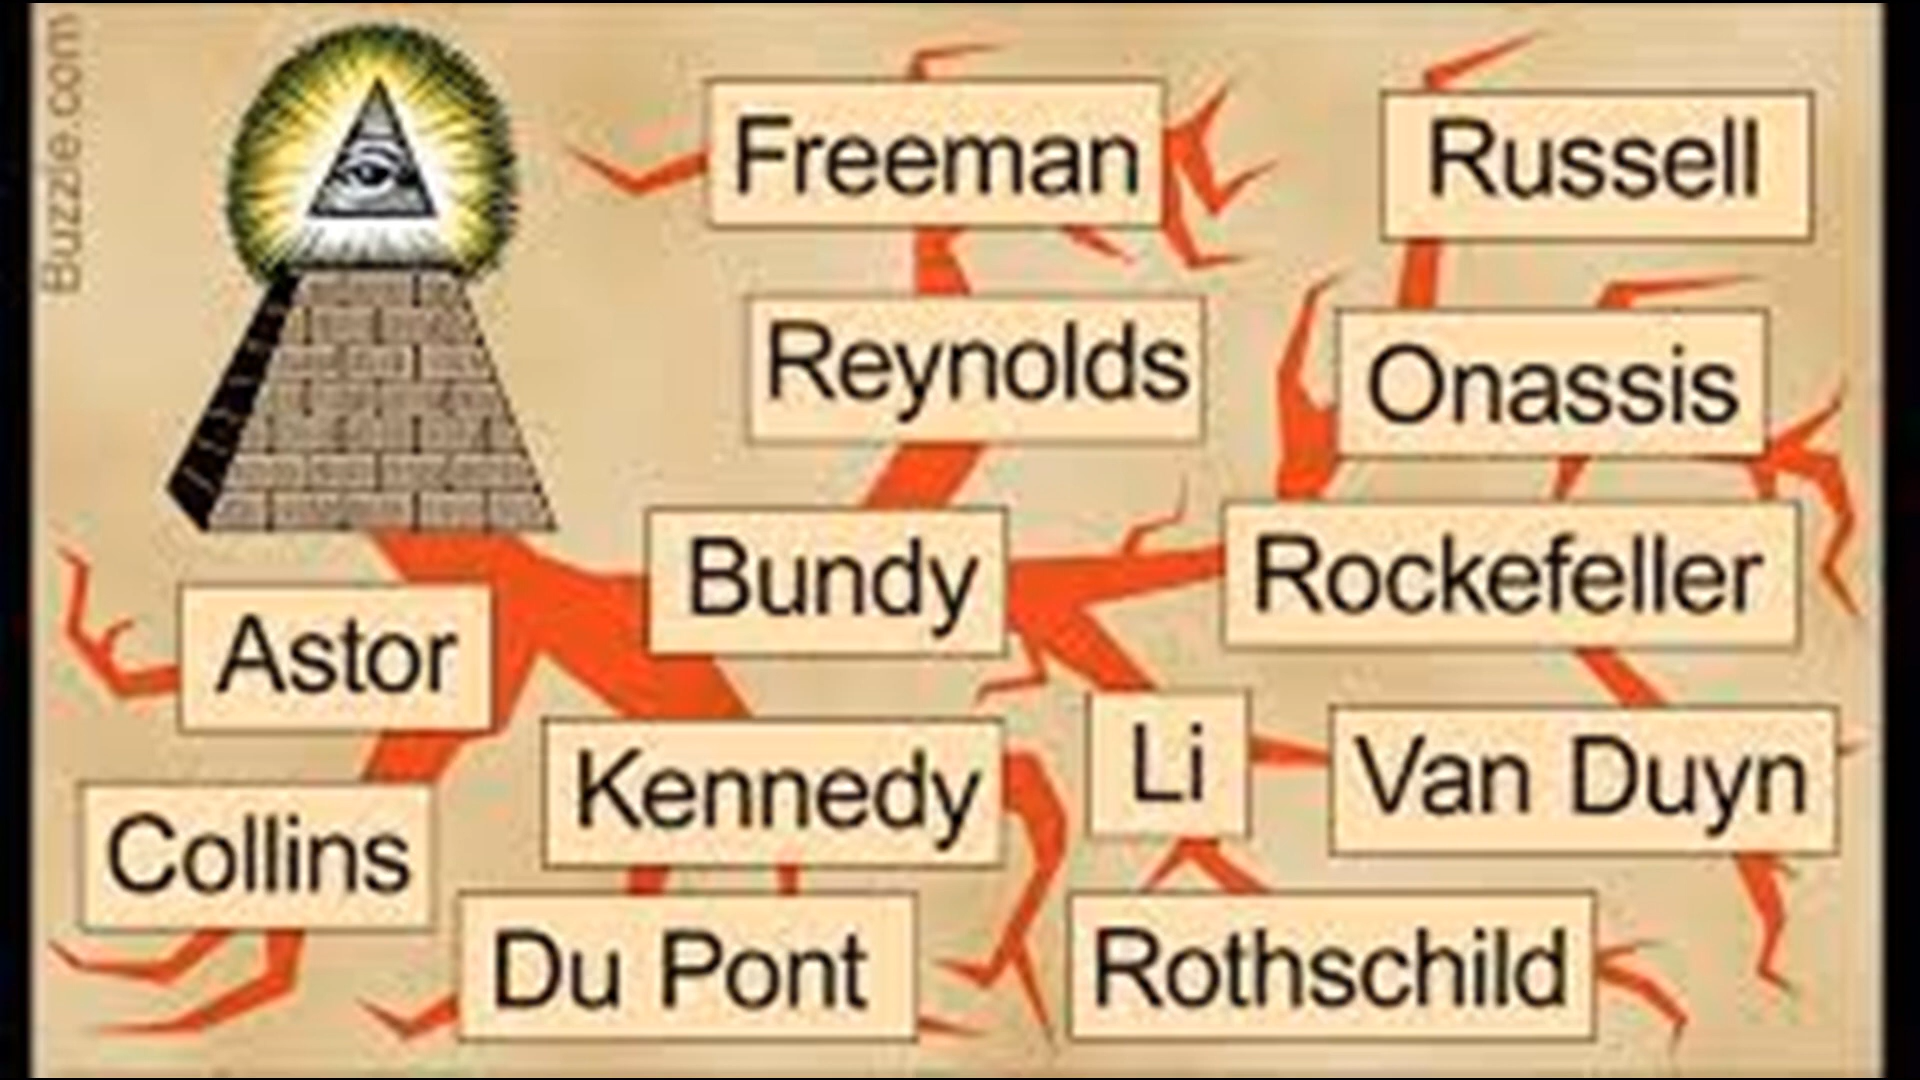 Buzzle.com
Freeman
Russell
Reynolds
Onassis
Bundy
Rockefeller
Astor
Kennedy
Li
Van Duyn
Collins
Du Pont
Rothschild